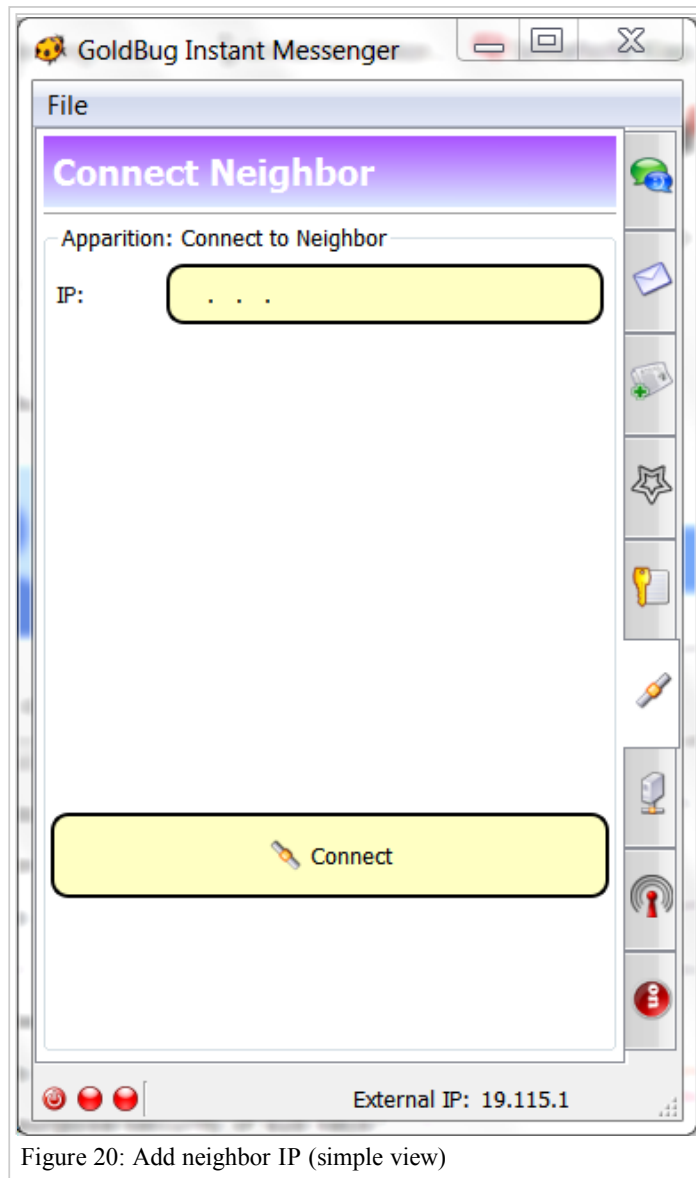 GoldBug Instant Messenger
File
Connect Neighbor
Apparition: Connect to Neighbor
IP: . . .
Connect
on
External IP: 19.115.1
Figure 20: Add neighbor IP (simple view)